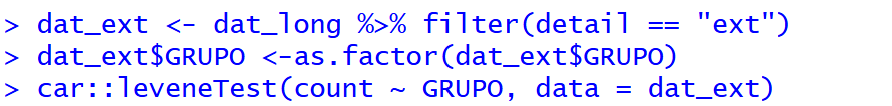 > dat_ext <- dat_long %>% filter(detail == "ext")
> dat_ext$GRUPO <-as.factor(dat_ext$GRUPO)
> car::leveneTest(count ~ GRUPO, data = dat_ext)